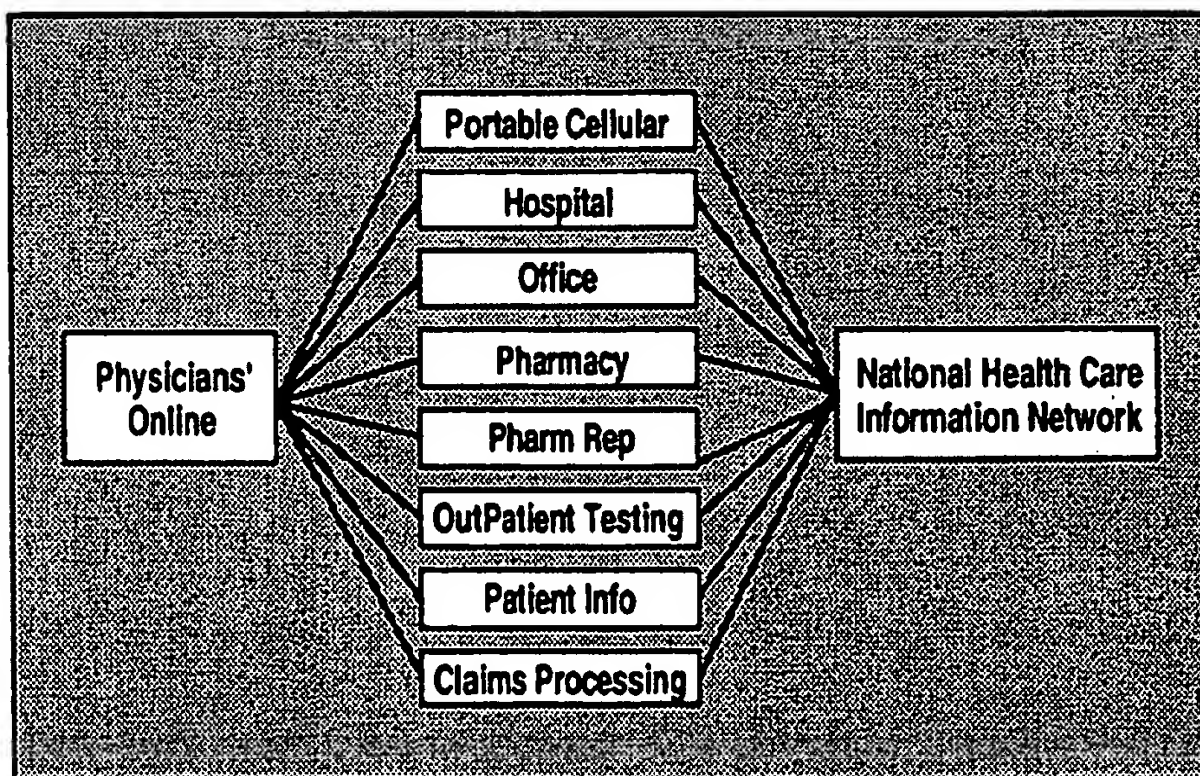 Portable Cellular
Hospital
Office
Pharmacy
Pharm Rep
OutPatient Testing
Patient Info
Claims Processing
Physicians'
Online
National Health Care
Information Network